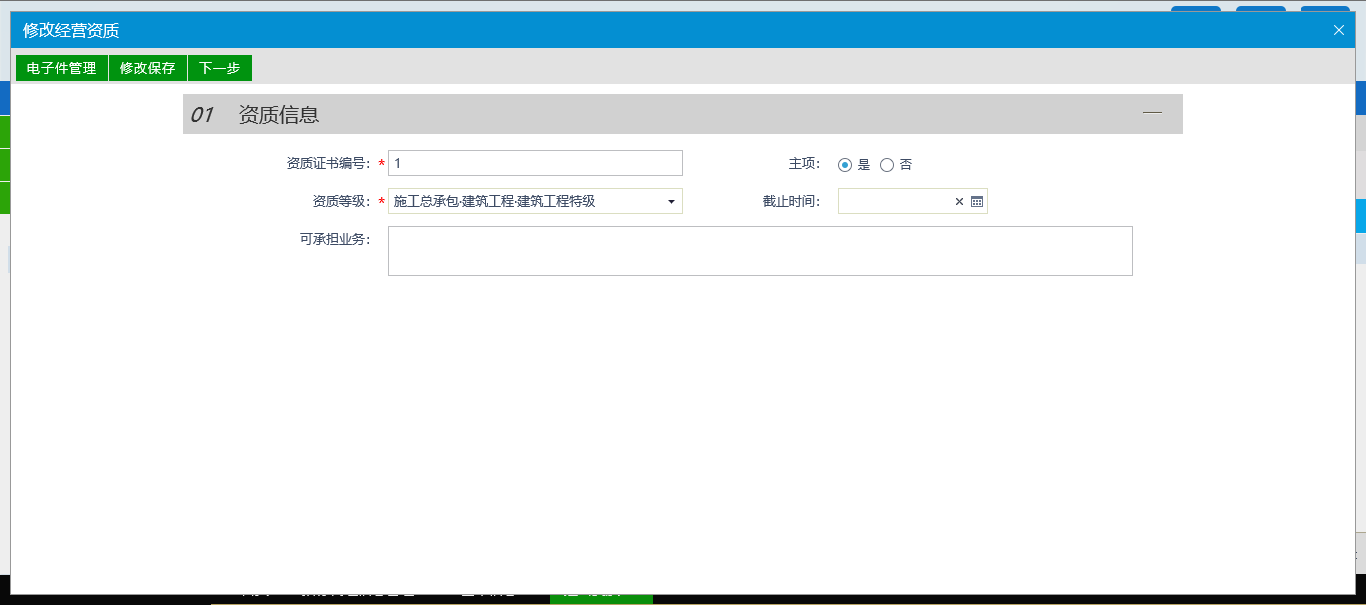 修改经营资质
电子件管理 修改保存 下一步
01 资质信息
资质证书编号： * 1 主项： 是 否
资质等级： * 施工总承包·建筑工程·建筑工程特级 截止时间：
可承担业务：